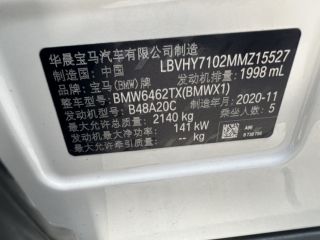 华晨宝马汽车有限公司制造
制造国:中国 LBVHY7102MMZ15527
品牌:宝马(BMW)牌 发动机排量:1998 mL
整车型号:BMW6462TX(BMWX1)
发动机型号:B48A20C 制造年月:2020-11
最大允许总质量:2140 kg 乘坐人数:5
发动机最大净功率:141 kW